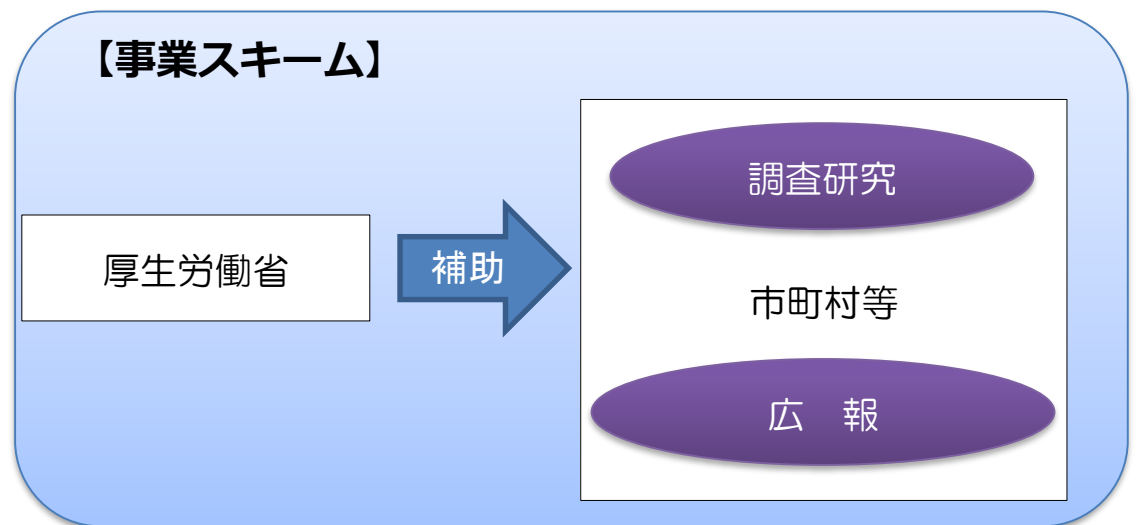 【事業スキーム】
厚生労働省
補助
調査研究
市町村等
広　報